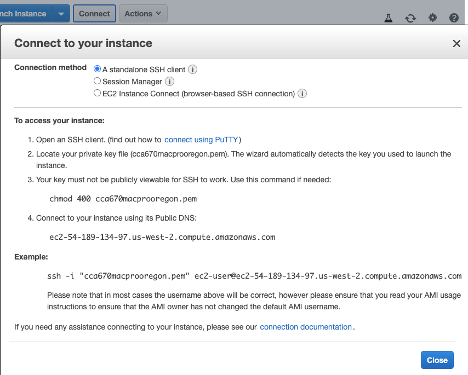 nch Instance
Connect
Actions
Connect to your instance
Connection method
A standalone SSH client
Session Manager
EC2 Instance Connect (browser-based SSH connection)
To access your instance:
1. Open an SSH client. (find out how to connect using PuTTY)
2. Locate your private key file (cca670macprooregon.pem). The wizard automatically detects the key you used to launch the
instance.
3. Your key must not be publicly viewable for SSH to work. Use this command if needed:
chmod 400 cca670macprooregon.pem
4. Connect to your instance using its Public DNS:
ec2-54-189-134-97.us-west-2.compute.amazonaws.com
Example:
ssh -i "cca670macprooregon.pem" ec2-user@ec2-54-189-134-97.us-west-2.compute.amazonaws.com
Please note that in most cases the username above will be correct, however please ensure that you read your AMI usage
instructions to ensure that the AMI owner has not changed the default AMI username.
If you need any assistance connecting to your instance, please see our connection documentation.
Close